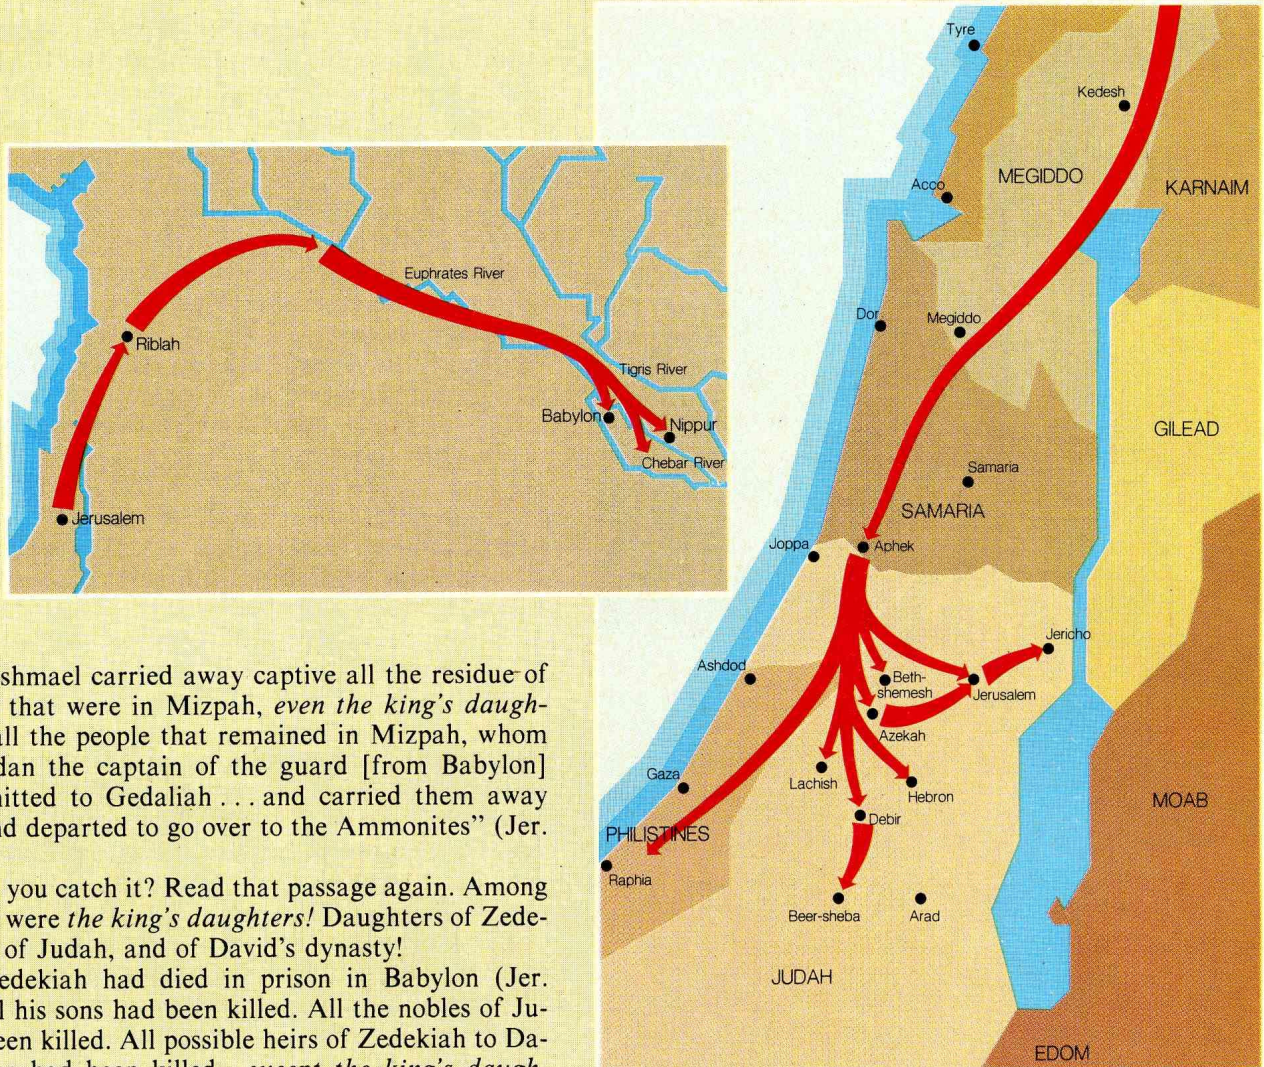 Tyre
Kedesh
MEGIDDO
KARNAIM
Acco
Dor
Megiddo
GILEAD
Samaria
SAMARIA
Joppa
Aphek
Jericho
Ashdod
Beth-
shemesh
Jerusalem
Azekah
Gaza
Lachish
Hebron
MOAB
PHILISTINES
Debir
Raphia
Beer-sheba
Arad
JUDAH
EDOM
Euphrates River
Riblah
Tigris River
Babylon
Nippur
Chebar River
Jerusalem
shmael carried away captive all the residue of
that were in Mizpah, even the king's daugh-
all the people that remained in Mizpah, whom
dan the captain of the guard [from Babylon]
itted to Gedaliah . . . and carried them away
nd departed to go over to the Ammonites" (Jer.
you catch it? Read that passage again. Among
were the king's daughters! Daughters of Zede-
of Judah, and of David's dynasty!
edekiah had died in prison in Babylon (Jer.
l his sons had been killed. All the nobles of Ju-
een killed. All possible heirs of Zedekiah to Da-
had been killed